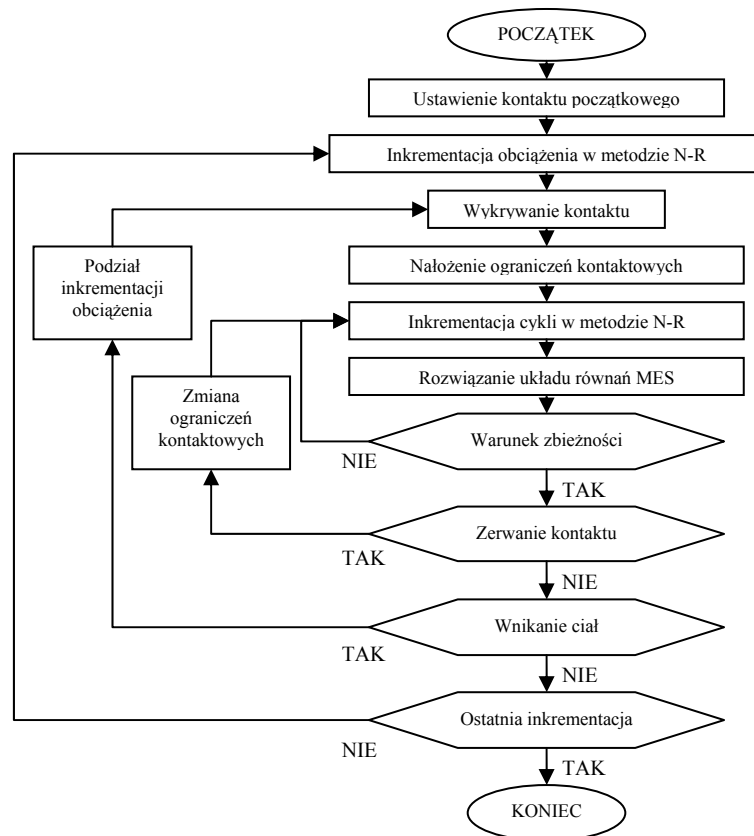 POCZĄTEK
Ustawienie kontaktu początkowego
Inkrementacja obciążenia w metodzie N-R
Wykrywanie kontaktu
Podział
inkrementacji
obciążenia
Nałożenie ograniczeń kontaktowych
Inkrementacja cykli w metodzie N-R
Zmiana
ograniczeń
kontaktowych
Rozwiązanie układu równań MES
Warunek zbieżności
NIE
TAK
Zerwanie kontaktu
TAK
NIE
Wnikanie ciał
TAK
NIE
Ostatnia inkrementacja
NIE
TAK
KONIEC